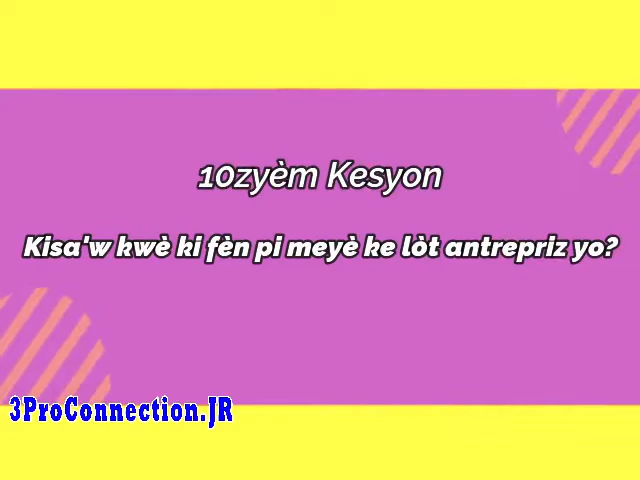 10zyèm Kesyon
Kisa'w kwè ki fèn pi meyè ke lòt antrepriz yo?
3ProConnection.JR